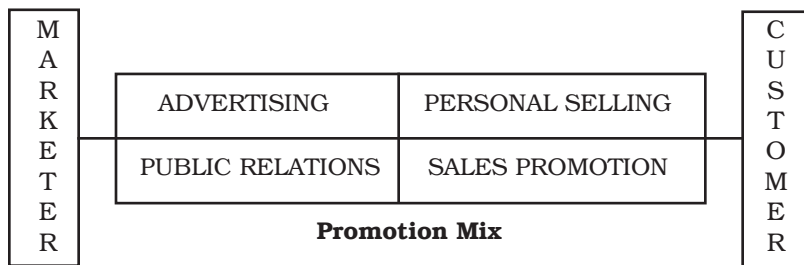 MARKETER
ADVERTISING
PERSONAL SELLING
PUBLIC RELATIONS
SALES PROMOTION
Promotion Mix
CUSTOMER